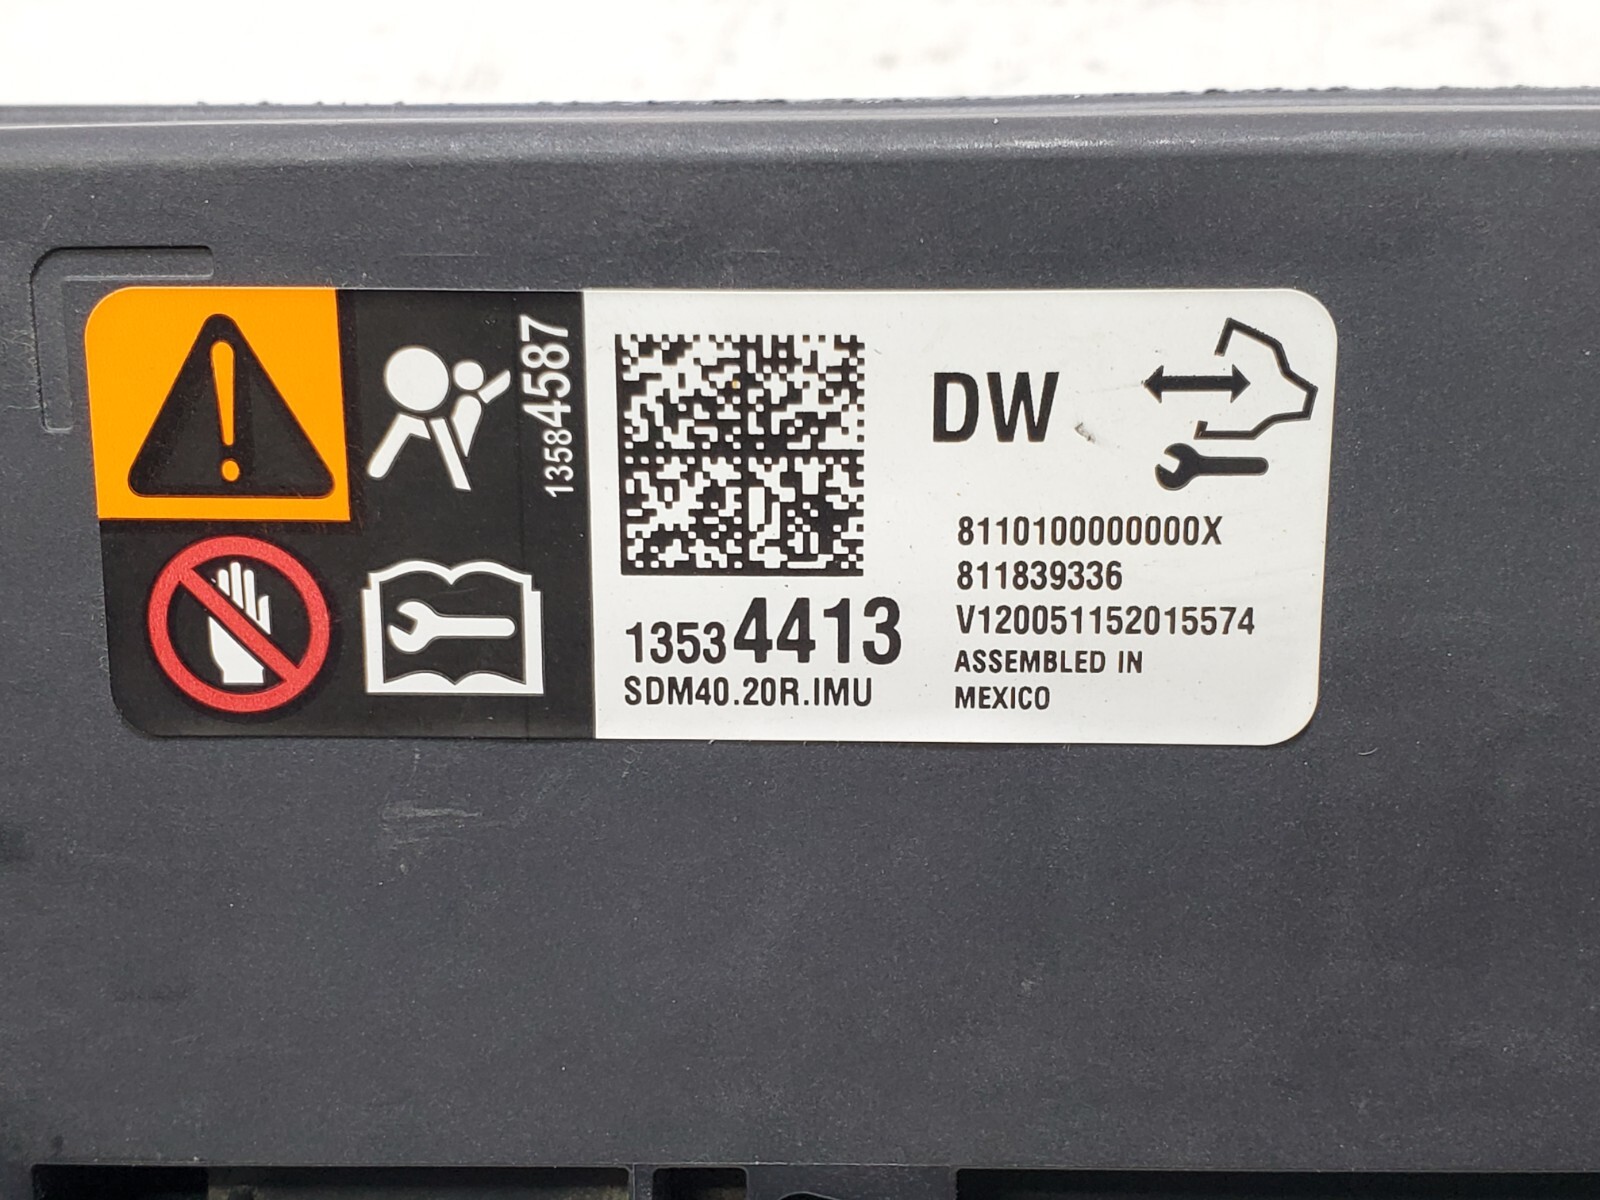 13584587
DW
8110100000000X
811839336
V120051152015574
ASSEMBLED IN
MEXICO
13534413
SDM40.20R.IMU